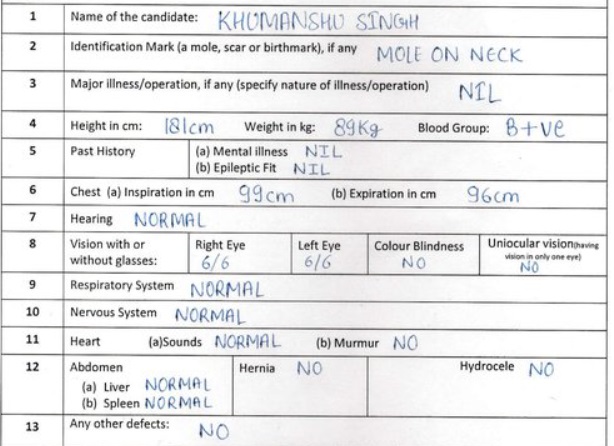 1 Name of the candidate: KHUMANSHU SINGH
2 Identification Mark (a mole, scar or birthmark), if any MOLE ON NECK
3 Major illness/operation, if any (specify nature of illness/operation) NIL
4 Height in cm: 181cm Weight in kg: 89Kg Blood Group: B+ve
5 Past History (a) Mental illness NIL
(b) Epileptic Fit NIL
6 Chest (a) Inspiration in cm 99cm (b) Expiration in cm 96cm
7 Hearing NORMAL
8 Vision with or without glasses: Right Eye 6/6 Left Eye 6/6 Colour Blindness NO Uniocular vision(having vision in only one eye) NO
9 Respiratory System NORMAL
10 Nervous System NORMAL
11 Heart (a)Sounds NORMAL (b) Murmur NO
12 Abdomen Hernia NO Hydrocele NO
(a) Liver NORMAL
(b) Spleen NORMAL
13 Any other defects: NO